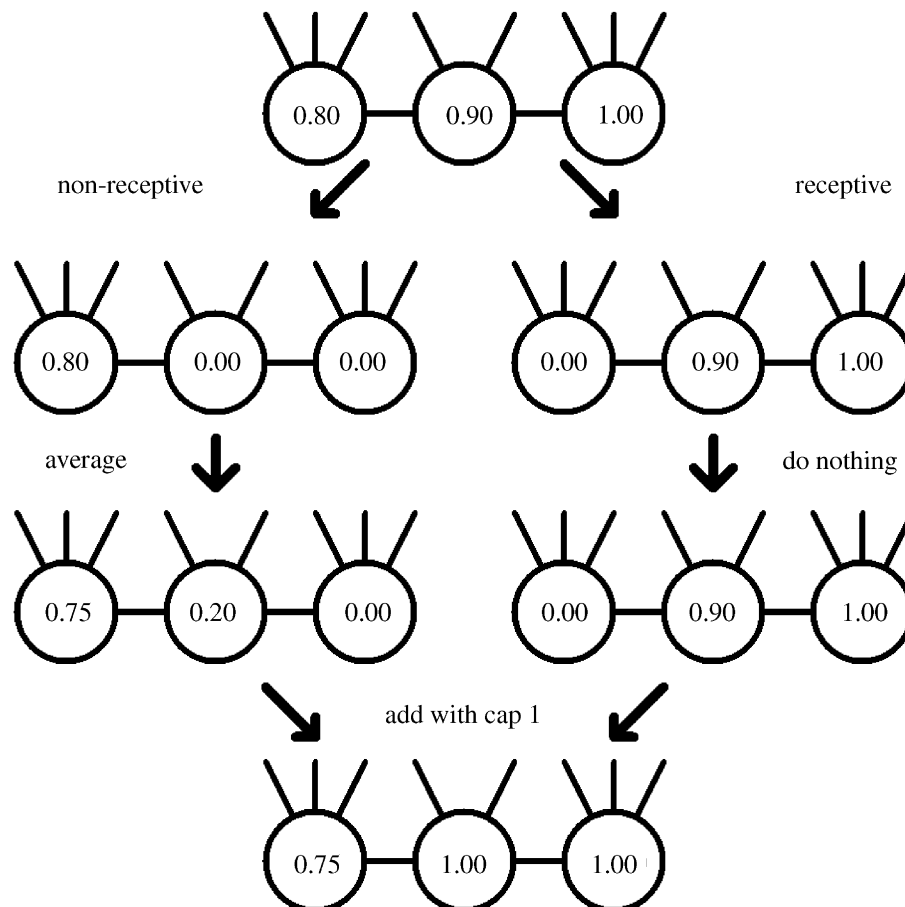 0.80 0.90 1.00
non-receptive receptive
0.80 0.00 0.00 0.00 0.90 1.00
average do nothing
0.75 0.20 0.00 0.00 0.90 1.00
add with cap 1
0.75 1.00 1.00